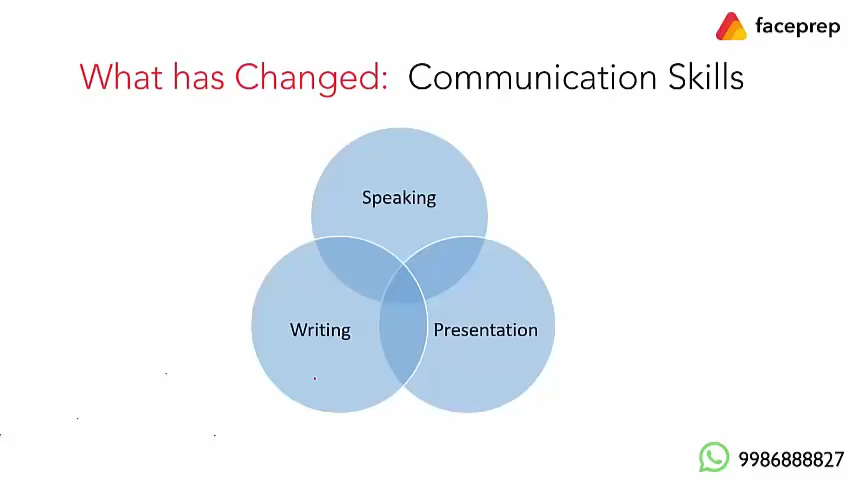 faceprep
What has Changed: Communication Skills
Speaking
Writing
Presentation
9986888827